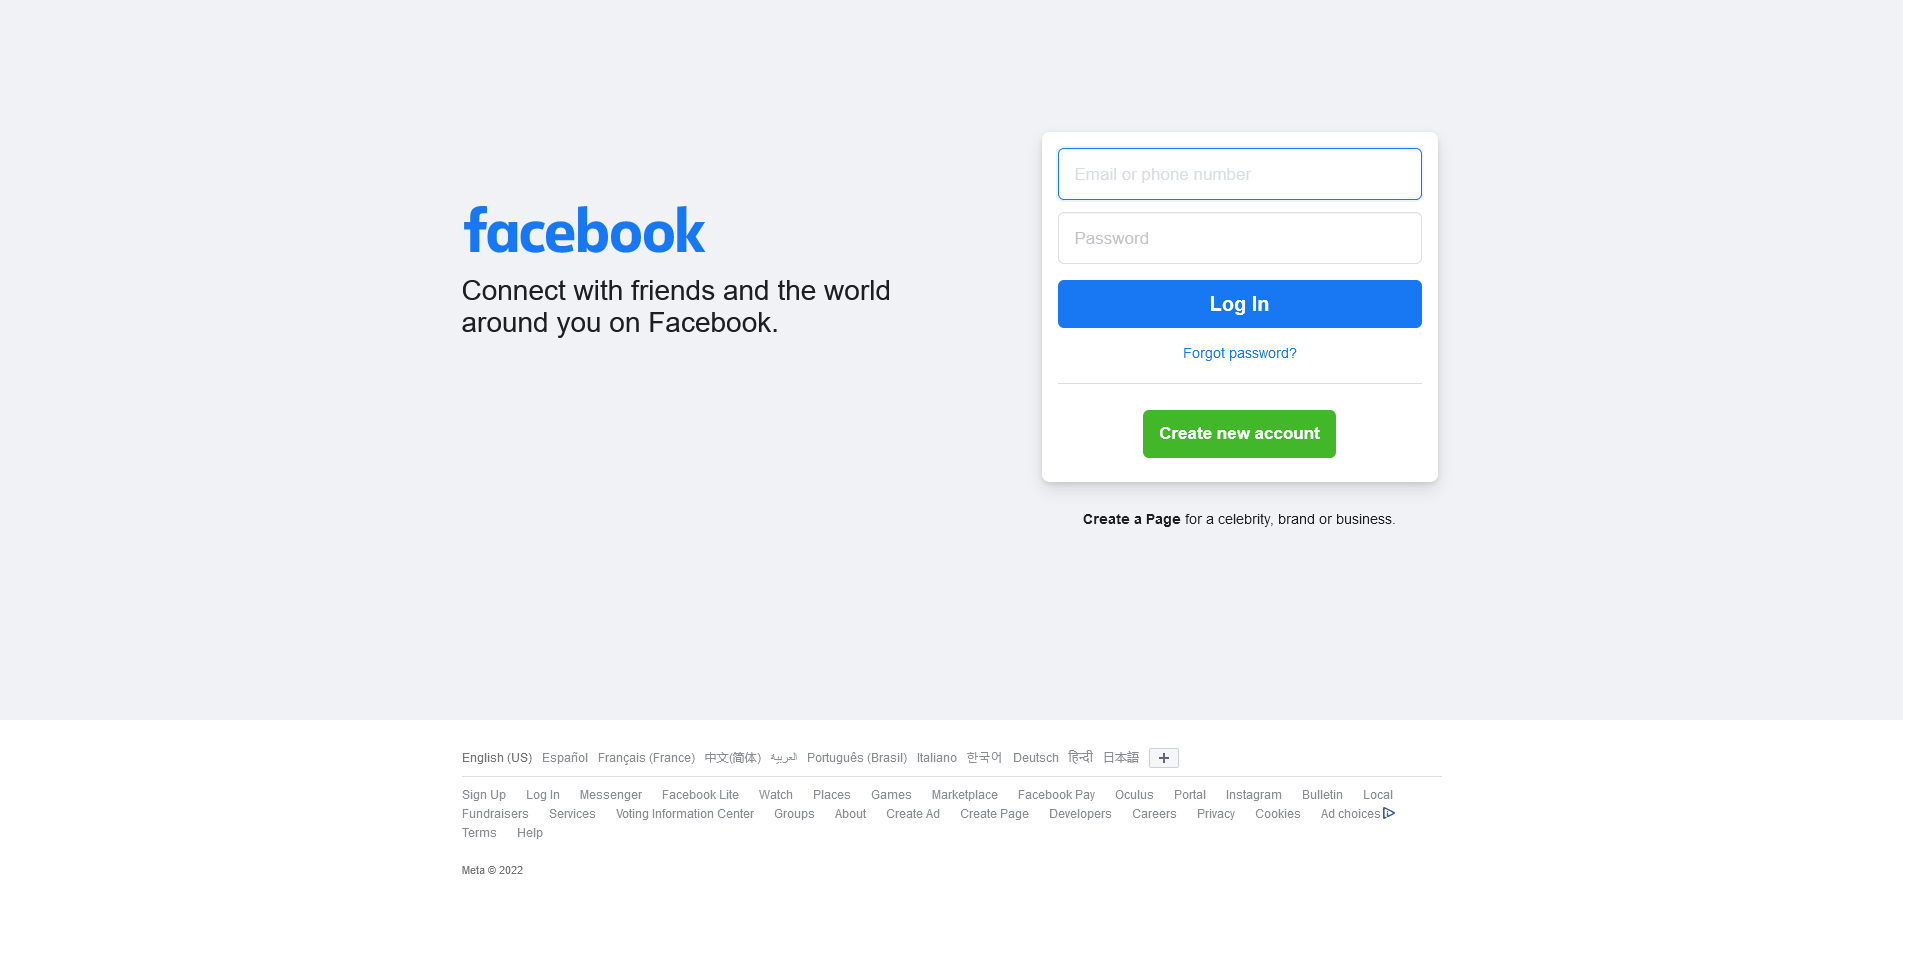 facebook
Connect with friends and the world
around you on Facebook.
Email or phone number
Password
Log In
Forgot password?
Create new account
Create a Page for a celebrity, brand or business.
English (US) Español Français (France) 中文(简体) العربية Português (Brasil) Italiano 한국어 Deutsch हिन्दी 日本語
Sign Up Log In Messenger Facebook Lite Watch Places Games Marketplace Facebook Pay Oculus Portal Instagram Bulletin Local
Fundraisers Services Voting Information Center Groups About Create Ad Create Page Developers Careers Privacy Cookies Ad choices
Terms Help
Meta © 2022